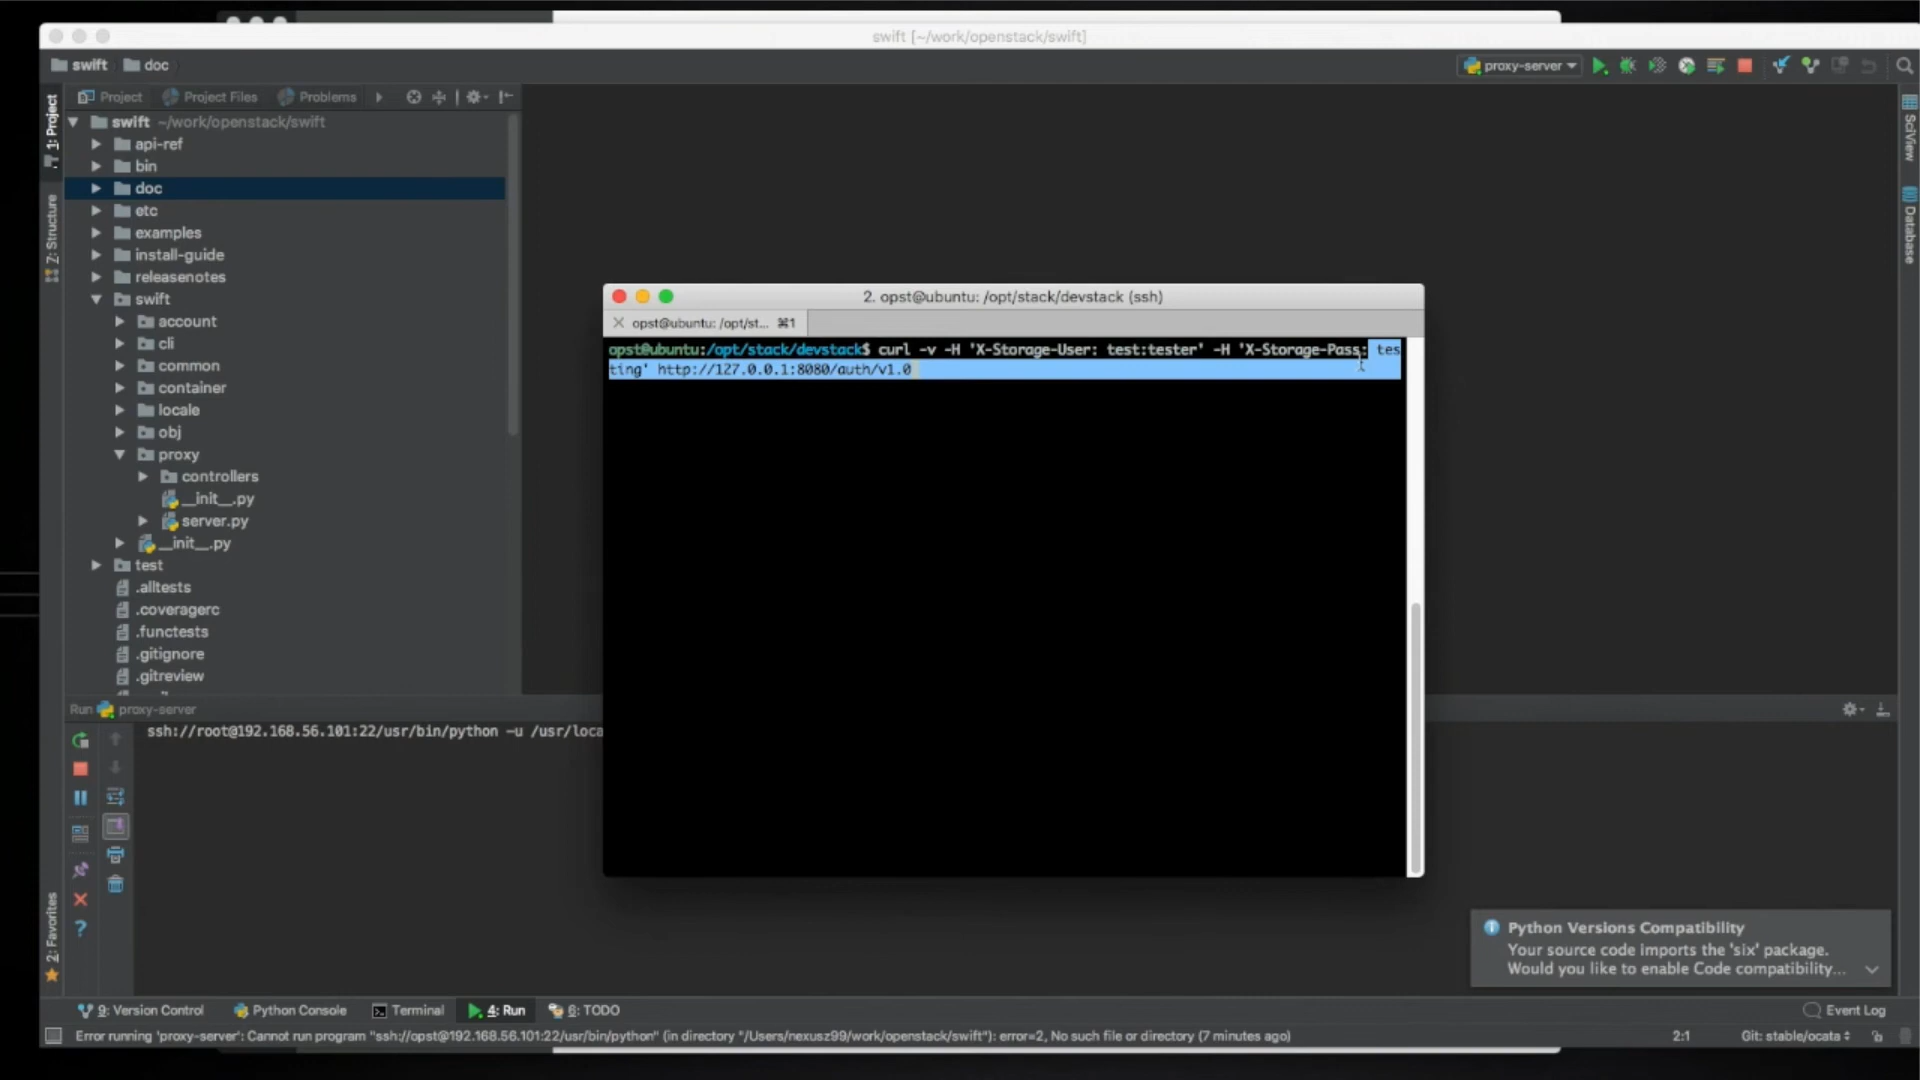 swift [~/work/openstack/swift]
swift doc
proxy-server
Project Project Files Problems
1: Project
Z: Structure
2: Favorites
swift ~/work/openstack/swift
api-ref
bin
doc
etc
examples
install-guide
releasenotes
swift
account
cli
common
container
locale
obj
proxy
controllers
__init__.py
server.py
__init__.py
test
.alltests
.coveragerc
.functests
.gitignore
.gitreview
SciView
Database
2. opst@ubuntu: /opt/stack/devstack (ssh)
opst@ubuntu: /opt/st... ⌘1
opst@ubuntu:/opt/stack/devstack$ curl -v -H 'X-Storage-User: test:tester' -H 'X-Storage-Pass: tes
ting' http://127.0.0.1:8080/auth/v1.0
Run proxy-server
ssh://root@192.168.56.101:22/usr/bin/python -u /usr/loca
Python Versions Compatibility
Your source code imports the 'six' package.
Would you like to enable Code compatibility...
9: Version Control Python Console Terminal 4: Run 6: TODO Event Log
Error running 'proxy-server': Cannot run program "ssh://opst@192.168.56.101:22/usr/bin/python" (in directory "/Users/nexusz99/work/openstack/swift"): error=2, No such file or directory (7 minutes ago) 2:1 Git: stable/ocata